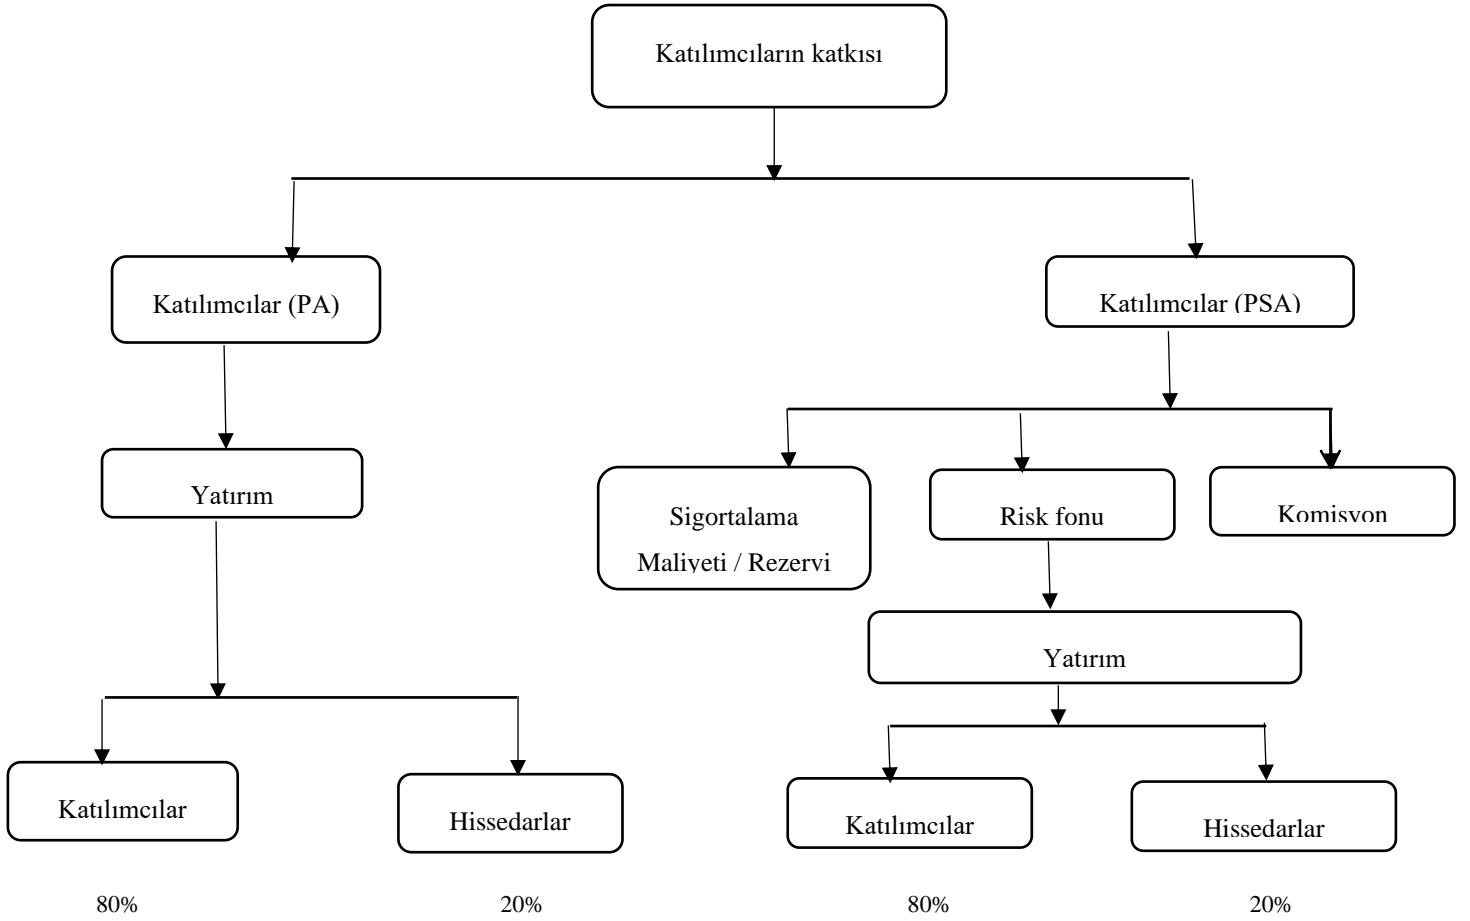 Katılımcıların katkısı
Katılımcılar (PA)
Katılımcılar (PSA)
Yatırım
Sigortalama
Maliyeti / Rezervi
Risk fonu
Komisyon
Yatırım
Katılımcılar
Hissedarlar
Katılımcılar
Hissedarlar
80%
20%
80%
20%